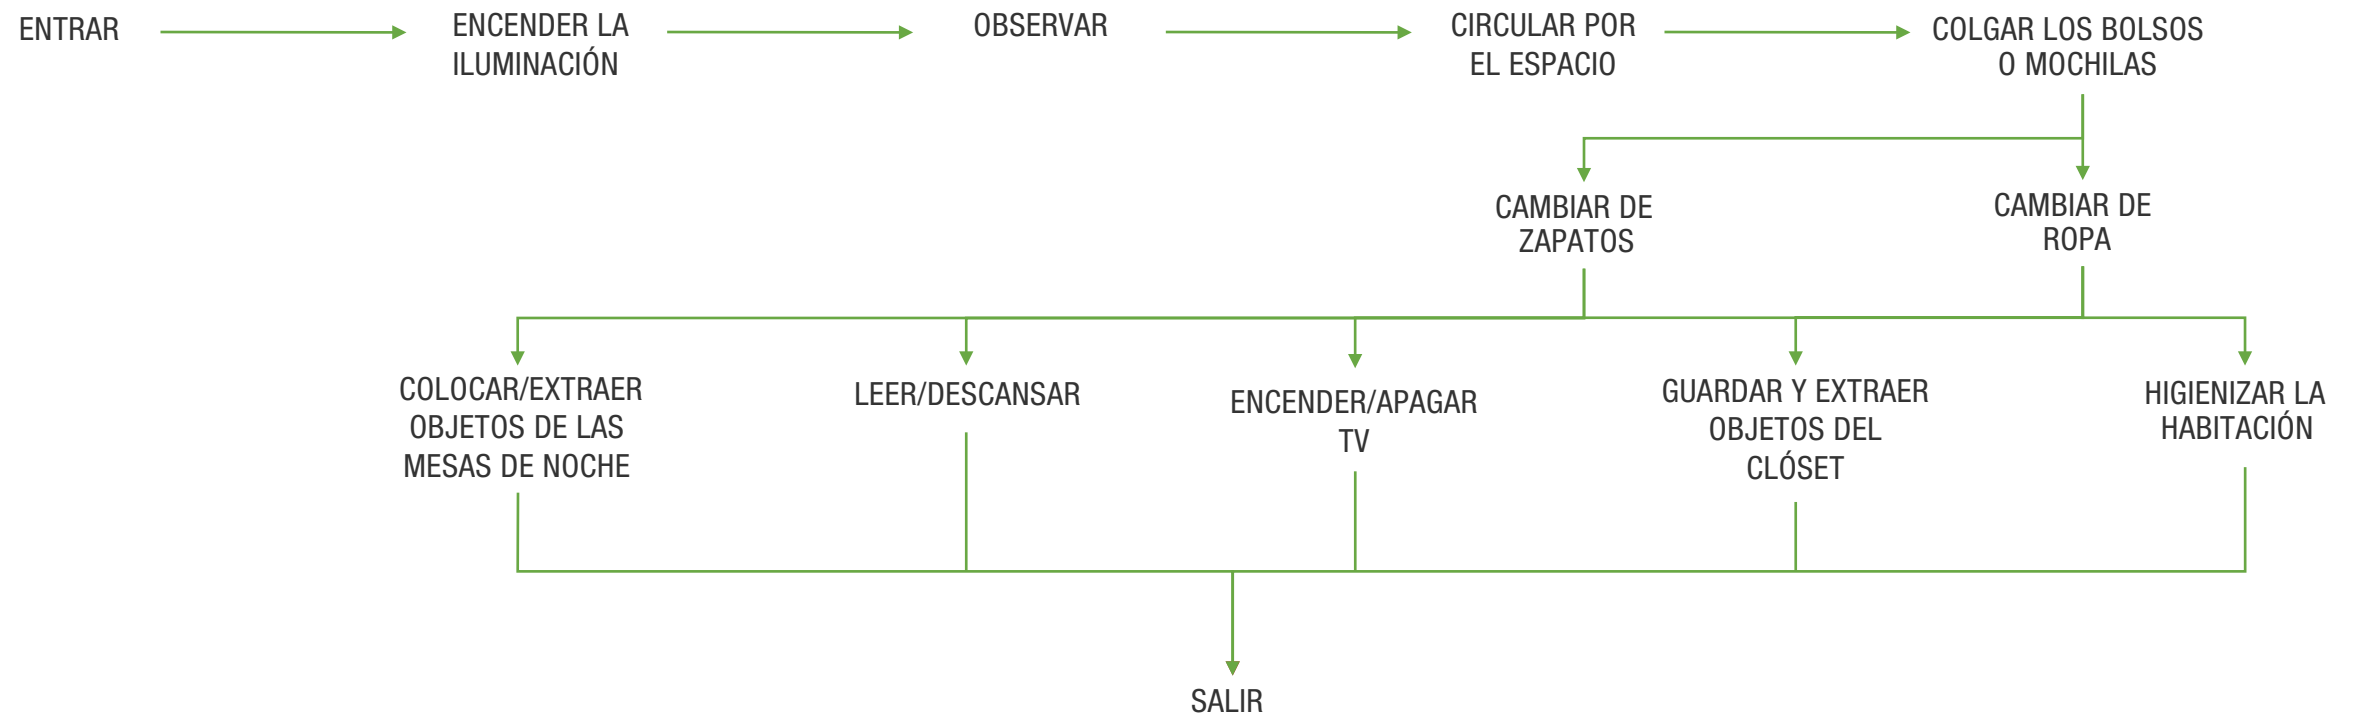 ENTRAR
ENCENDER LA
ILUMINACIÓN
OBSERVAR
CIRCULAR POR
EL ESPACIO
COLGAR LOS BOLSOS
O MOCHILAS
CAMBIAR DE
ZAPATOS
CAMBIAR DE
ROPA
COLOCAR/EXTRAER
OBJETOS DE LAS
MESAS DE NOCHE
LEER/DESCANSAR
ENCENDER/APAGAR
TV
GUARDAR Y EXTRAER
OBJETOS DEL
CLÓSET
HIGIENIZAR LA
HABITACIÓN
SALIR